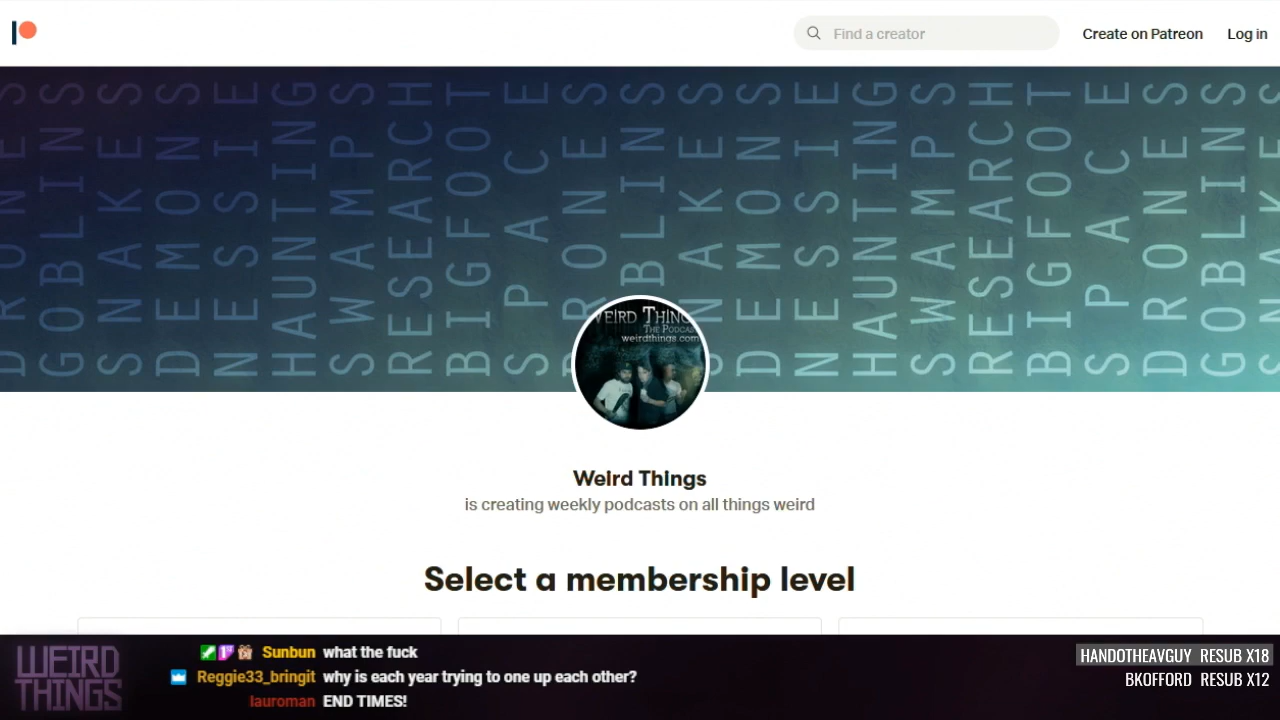 Find a creator
Create on Patreon
Log in
GOBLINS
SNAKES
DEMONS
NESSIE
HAUNTING
SWAMPS
RESEARCH
BIGFOOT
SPACE
DRONES
GOBLINS
SNAKES
DEMONS
NESSIE
HAUNTING
SWAMPS
RESEARCH
BIGFOOT
SPACE
DRONES
GOBLINS
WEIRD THINGS
THE PODCAST
weirdthings.com
Weird Things
is creating weekly podcasts on all things weird
Select a membership level
WEIRD
THINGS
Sunbun what the fuck
Reggie33_bringit why is each year trying to one up each other?
lauroman END TIMES!
HANDOTHEAVGUY RESUB X18
BKOFFORD RESUB X12